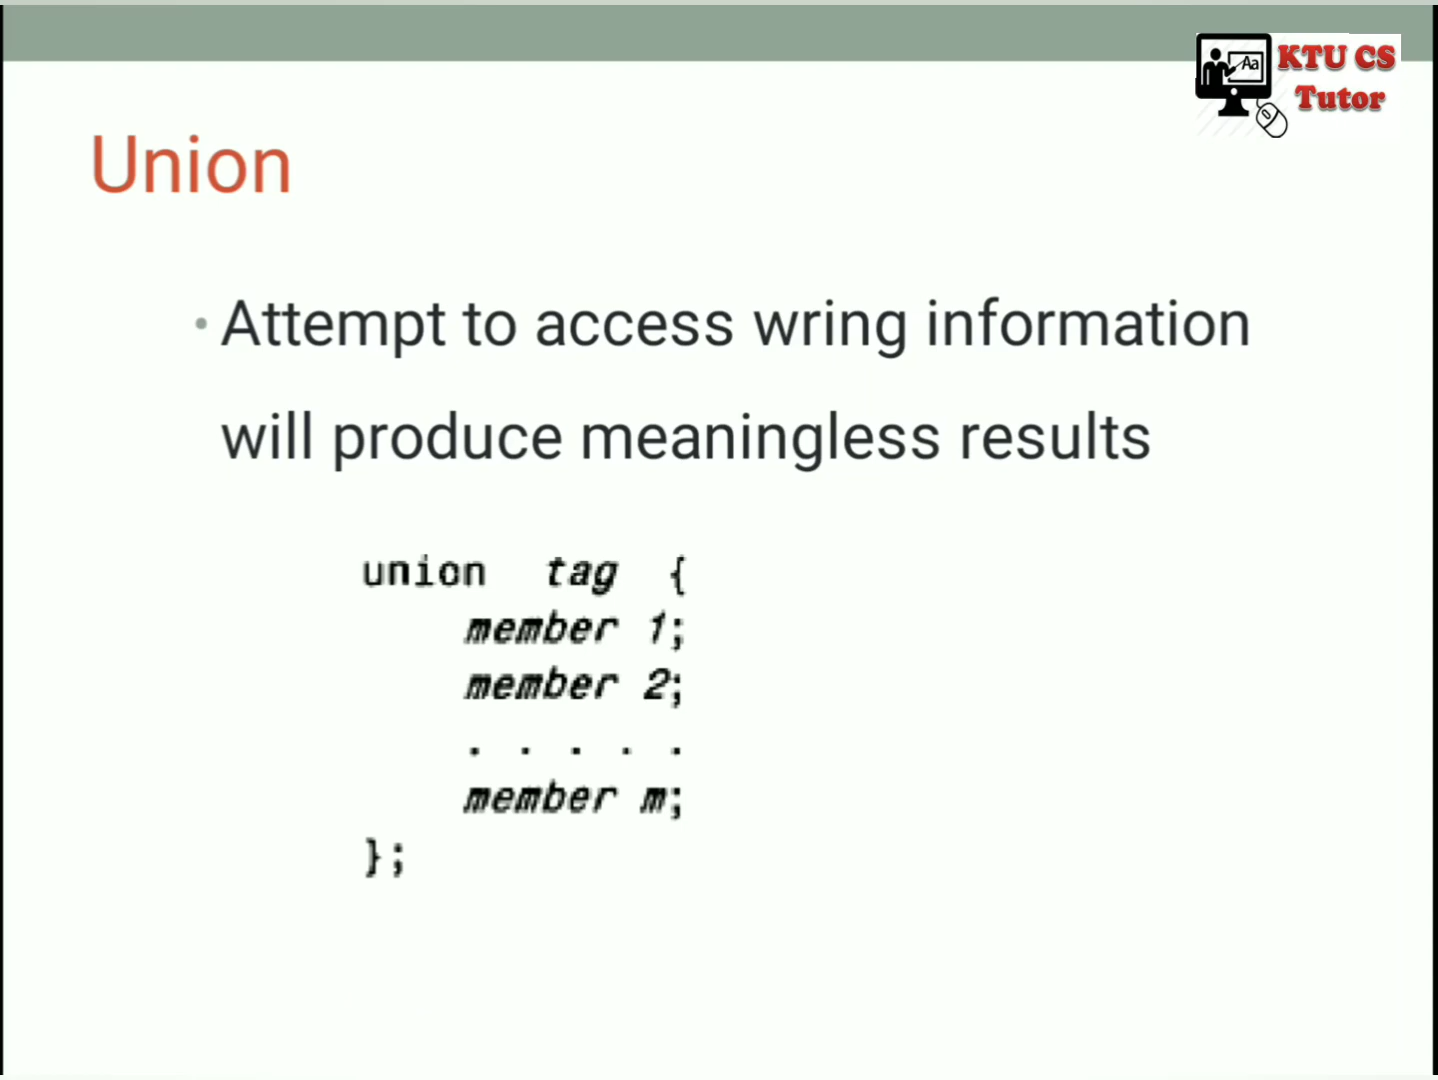 Aa
KTU CS
Tutor
Union
• Attempt to access wring information
will produce meaningless results
union tag {
member 1;
member 2;
. . . . .
member m;
};